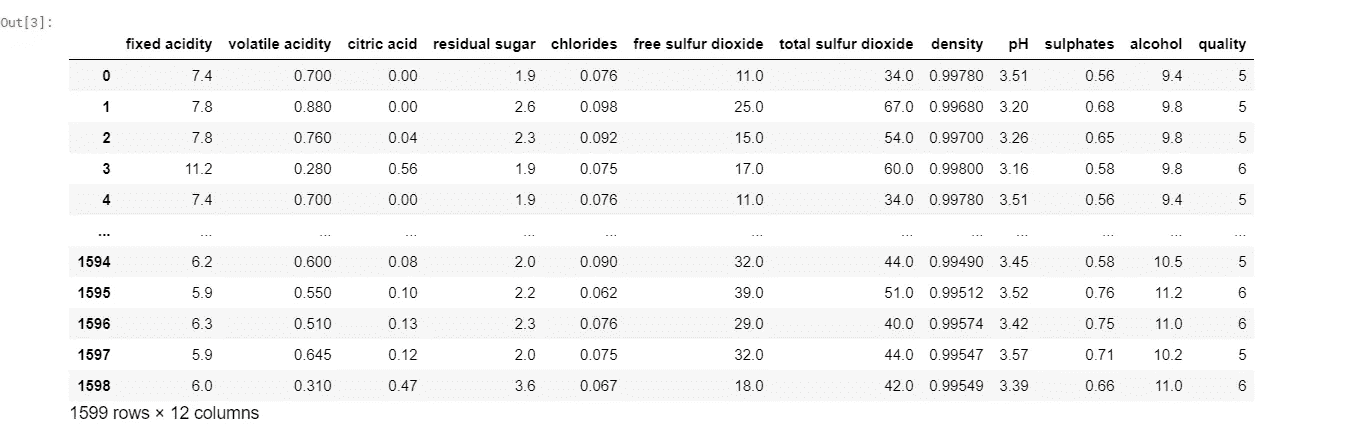 Out[3]:
fixed acidity volatile acidity citric acid residual sugar chlorides free sulfur dioxide total sulfur dioxide density pH sulphates alcohol quality
0 7.4 0.700 0.00 1.9 0.076 11.0 34.0 0.99780 3.51 0.56 9.4 5
1 7.8 0.880 0.00 2.6 0.098 25.0 67.0 0.99680 3.20 0.68 9.8 5
2 7.8 0.760 0.04 2.3 0.092 15.0 54.0 0.99700 3.26 0.65 9.8 5
3 11.2 0.280 0.56 1.9 0.075 17.0 60.0 0.99800 3.16 0.58 9.8 6
4 7.4 0.700 0.00 1.9 0.076 11.0 34.0 0.99780 3.51 0.56 9.4 5
... ... ... ... ... ... ... ... ... ... ... ... ...
1594 6.2 0.600 0.08 2.0 0.090 32.0 44.0 0.99490 3.45 0.58 10.5 5
1595 5.9 0.550 0.10 2.2 0.062 39.0 51.0 0.99512 3.52 0.76 11.2 6
1596 6.3 0.510 0.13 2.3 0.076 29.0 40.0 0.99574 3.42 0.75 11.0 6
1597 5.9 0.645 0.12 2.0 0.075 32.0 44.0 0.99547 3.57 0.71 10.2 5
1598 6.0 0.310 0.47 3.6 0.067 18.0 42.0 0.99549 3.39 0.66 11.0 6
1599 rows × 12 columns